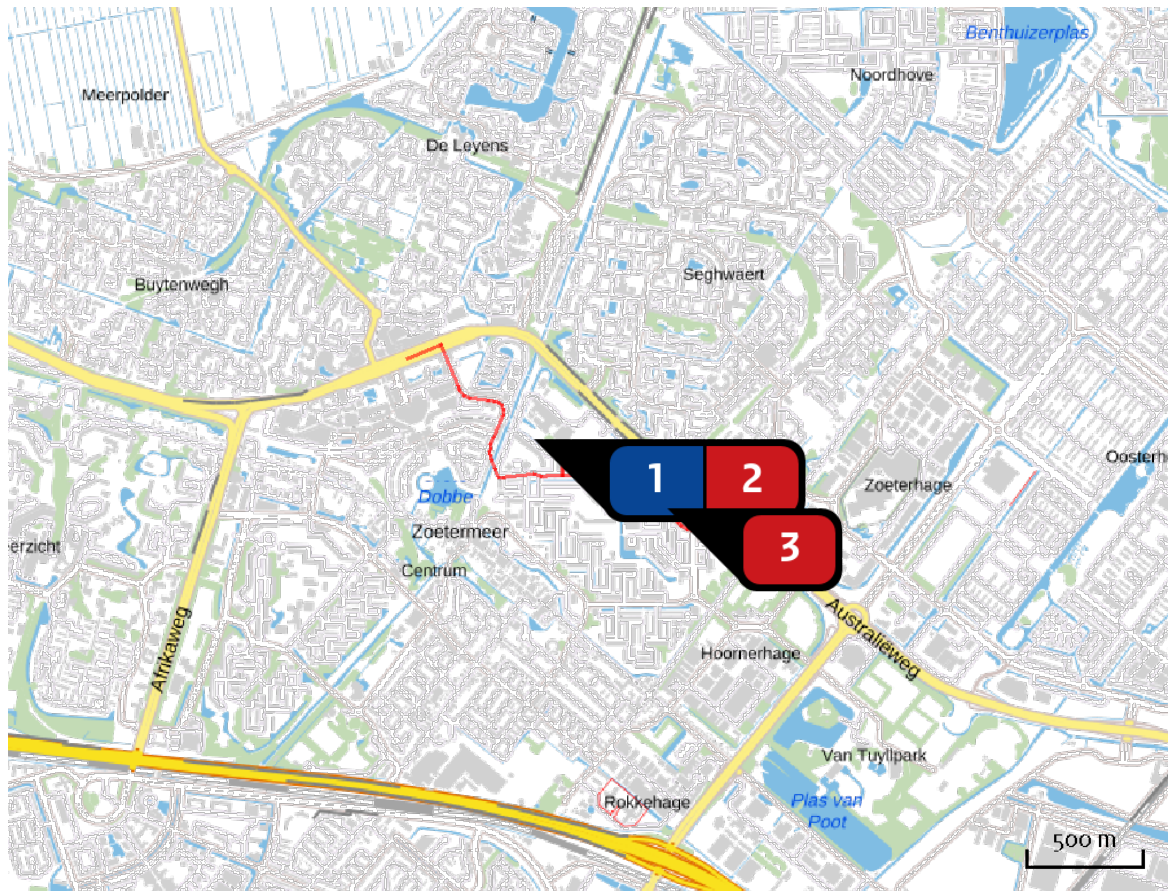 Benthuizerplas
Noordhove
Meerpolder
De Leyens
Seghwaert
Buytenwegh
Oosterh
Zoeterhage
1
2
Dobbe
Zoetermeer
Centrum
erzicht
3
Afrikaweg
Australieweg
Hoornerhage
Van Tuyllpark
Rokkehage
Plas van
Poot
500 m